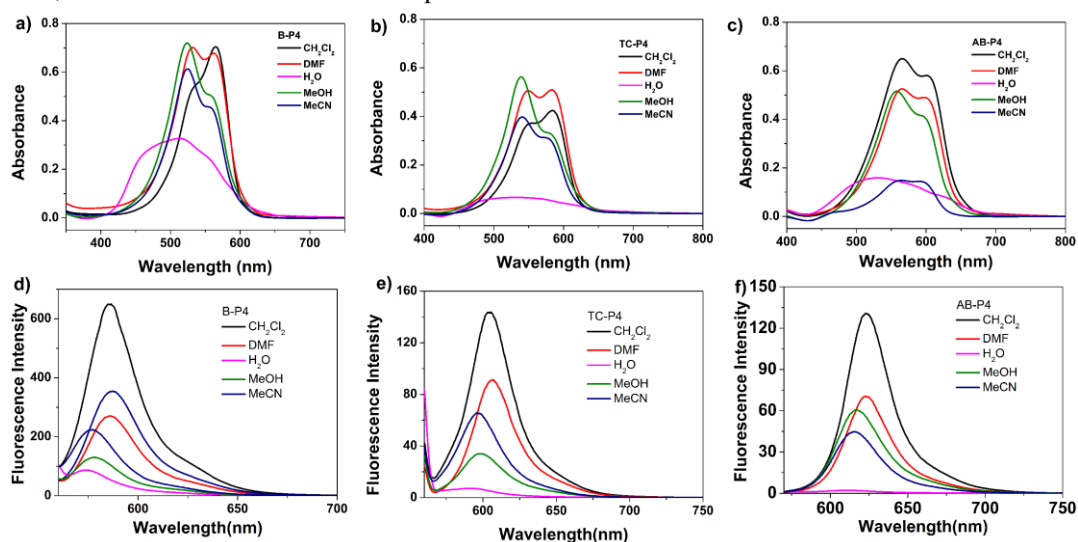 a)
B-P4
CH₂Cl₂
DMF
H₂O
MeOH
MeCN
Absorbance
0.8
0.6
0.4
0.2
0.0
400 500 600 700
Wavelength (nm)
b)
TC-P4
CH₂Cl₂
DMF
H₂O
MeOH
MeCN
Absorbance
0.8
0.6
0.4
0.2
0.0
400 500 600 700 800
Wavelength (nm)
c)
AB-P4
CH₂Cl₂
DMF
H₂O
MeOH
MeCN
Absorbance
0.8
0.6
0.4
0.2
0.0
400 500 600 700 800
Wavelength (nm)
d)
B-P4
CH₂Cl₂
DMF
H₂O
MeOH
MeCN
Fluorescence Intensity
600
400
200
0
600 650 700
Wavelength(nm)
e)
TC-P4
CH₂Cl₂
DMF
H₂O
MeOH
MeCN
Fluorescence Intensity
160
120
80
40
0
600 650 700 750
Wavelength(nm)
f)
AB-P4
CH₂Cl₂
DMF
H₂O
MeOH
MeCN
Fluorescence Intensity
150
120
90
60
30
0
600 650 700 750
Wavelength(nm)